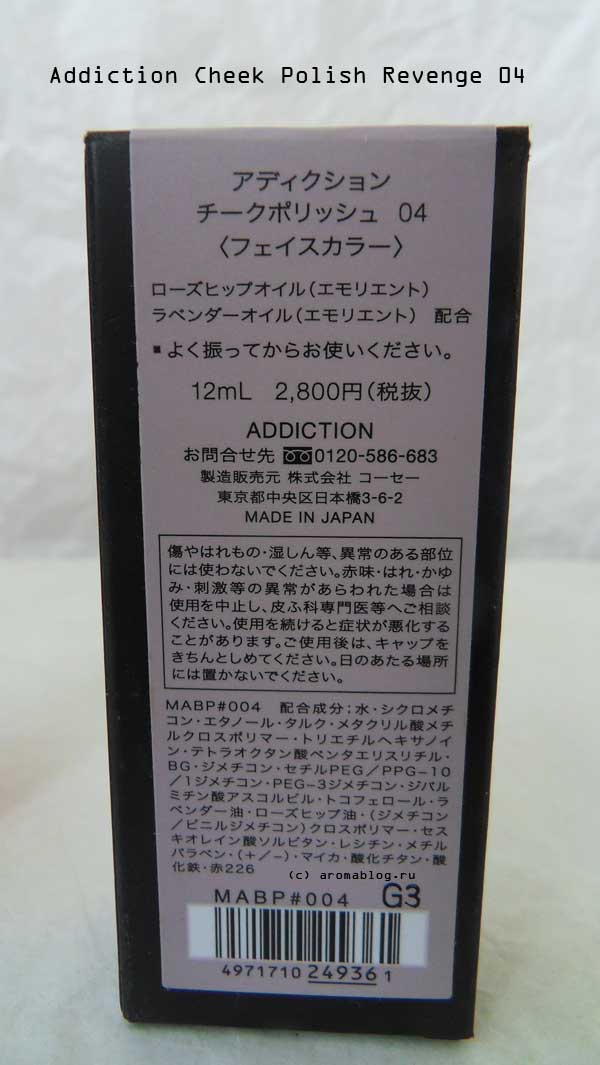 Addiction Cheek Polish Revenge 04
アディクション
チークポリッシュ 04
〈フェイスカラー〉
ローズヒップオイル(エモリエント)
ラベンダーオイル(エモリエント) 配合
▪よく振ってからお使いください。
12mL 2,800円(税抜)
ADDICTION
お問合せ先 0120-586-683
製造販売元 株式会社 コーセー
東京都中央区日本橋3-6-2
MADE IN JAPAN
傷やはれもの・湿しん等、異常のある部位
には使わないでください。赤味・はれ・かゆ
み・刺激等の異常があらわれた場合は
使用を中止し、皮ふ科専門医等へご相談
ください。使用を続けると症状が悪化する
ことがあります。ご使用後は、キャップを
きちんとしめてください。日のあたる場所
には置かないでください。
MABP#004 配合成分:水・シクロメチ
コン・エタノール・タルク・メタクリル酸メチ
ルクロスポリマー・トリエチルヘキサノイ
ン・テトラオクタン酸ペンタエリスリチル・
BG・ジメチコン・セチルPEG/PPG-10
/1ジメチコン・PEG-3ジメチコン・ジパル
ミチン酸アスコルビル・トコフェロール・ラ
ベンダー油・ローズヒップ油・(ジメチコン
/ビニルジメチコン)クロスポリマー・セス
キオレイン酸ソルビタン・レシチン・メチル
パラベン・(+/-)・マイカ・酸化チタン・酸
化鉄・赤226
(c) aromablog.ru
MABP#004 G3
4971710 249361